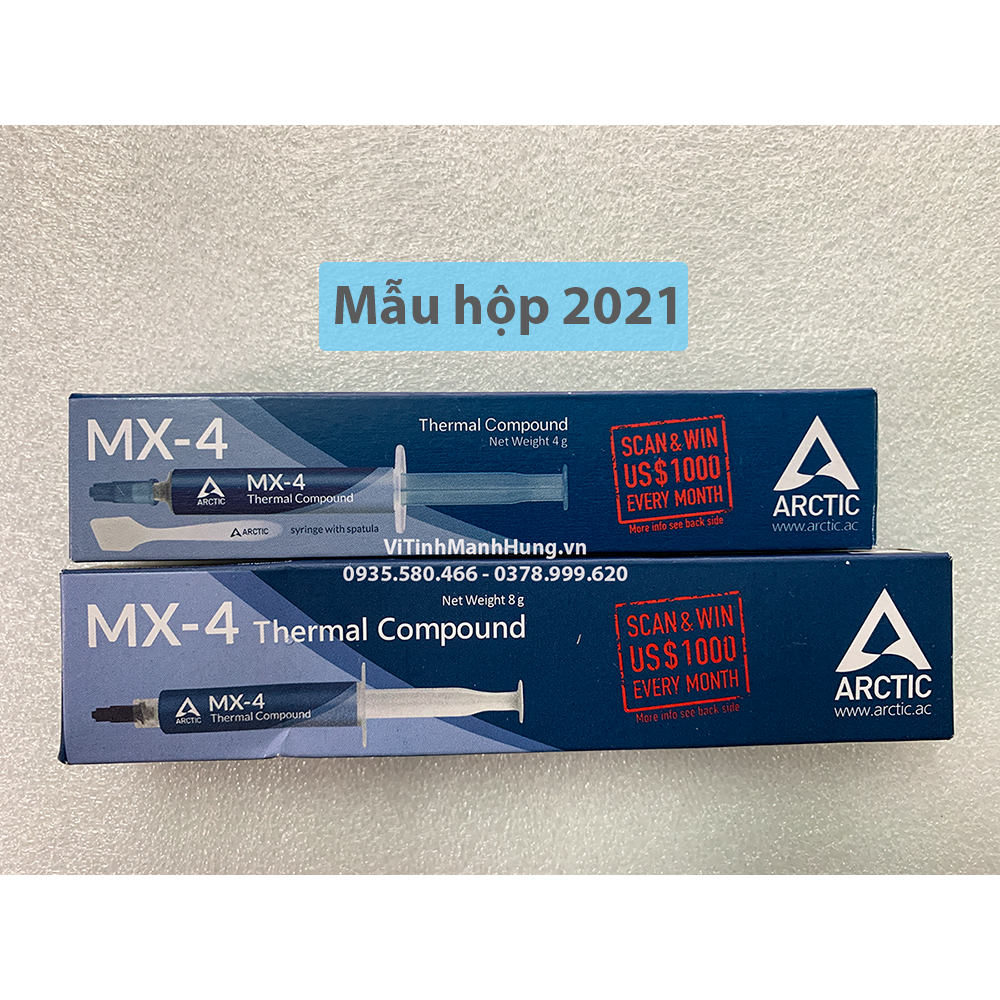 Mẫu hộp 2021
MX-4
Thermal Compound
Net Weight 4 g
SCAN & WIN
US$1000
EVERY MONTH
More info see back side
ARCTIC
www.arctic.ac
ARCTIC
MX-4
Thermal Compound
ARCTIC
syringe with spatula
ViTinhManhHung.vn
0935.580.466 - 0378.999.620
Net Weight 8 g
MX-4 Thermal Compound
SCAN & WIN
US$1000
EVERY MONTH
More info see back side
ARCTIC
www.arctic.ac
ARCTIC
MX-4
Thermal Compound